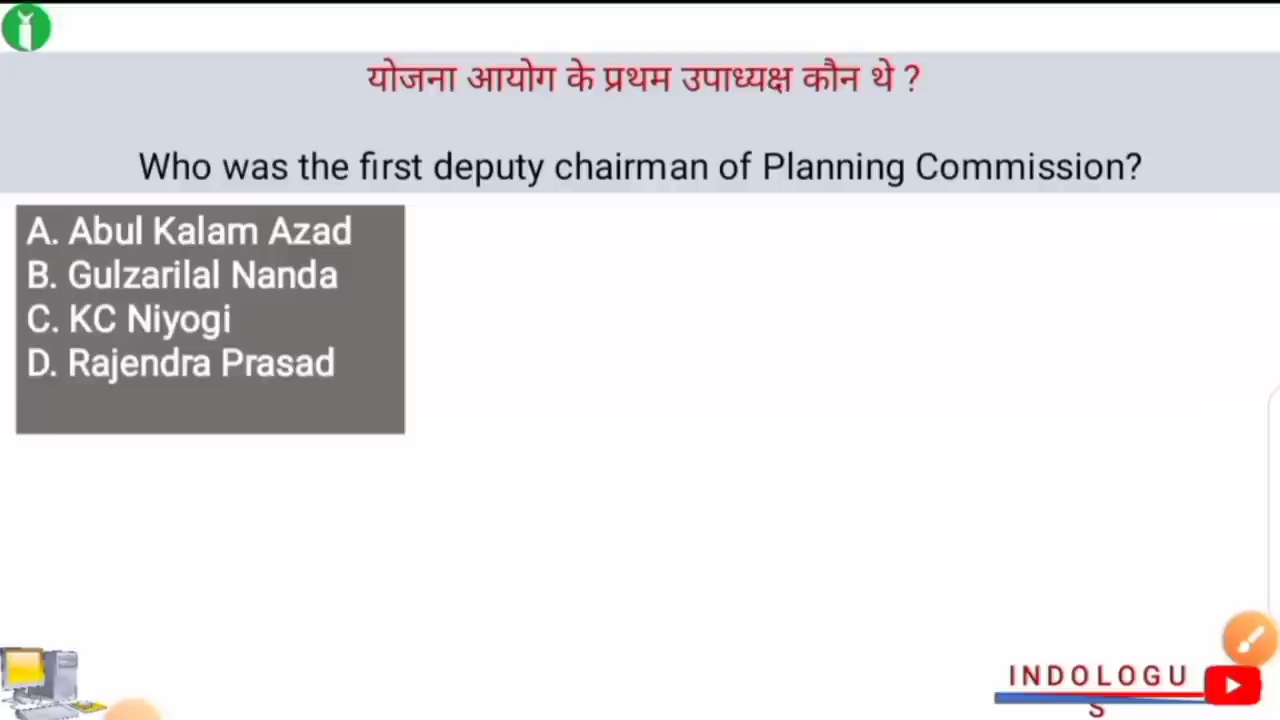 योजना आयोग के प्रथम उपाध्यक्ष कौन थे ?
Who was the first deputy chairman of Planning Commission?
A. Abul Kalam Azad
B. Gulzarilal Nanda
C. KC Niyogi
D. Rajendra Prasad
INDOLOGU
S